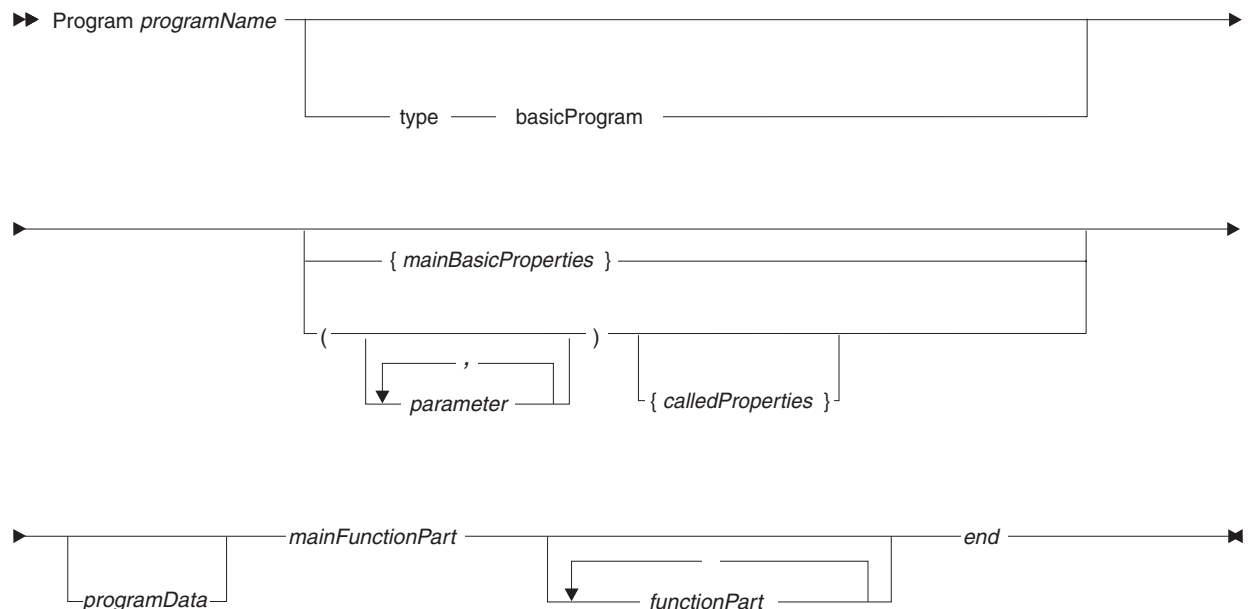 Program programName
type basicProgram
{ mainBasicProperties }
( )
,
parameter
{ calledProperties }
mainFunctionPart end
programData
functionPart